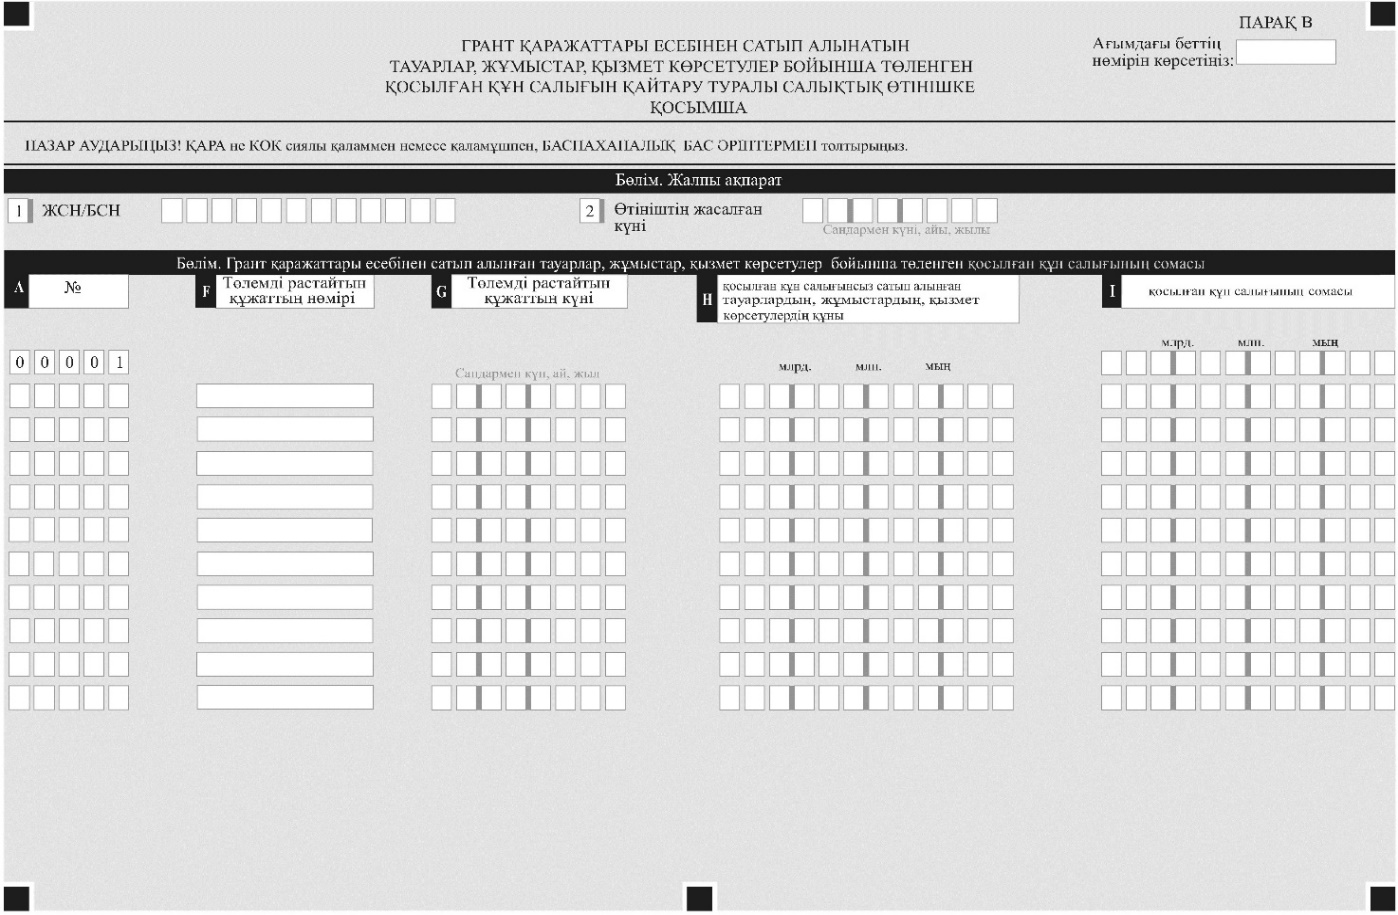 ПАРАҚ В
Ағымдағы беттің
нөмірін көрсетіңіз:
ГРАНТ ҚАРАЖАТТАРЫ ЕСЕБІНЕН САТЫП АЛЫНАТЫН
ТАУАРЛАР, ЖҰМЫСТАР, ҚЫЗМЕТ КӨРСЕТУЛЕР БОЙЫНША ТӨЛЕНГЕН
ҚОСЫЛҒАН ҚҰН САЛЫҒЫН ҚАЙТАРУ ТУРАЛЫ САЛЫҚТЫҚ ӨТІНІШКЕ
ҚОСЫМША
НАЗАР АУДАРЫҢЫЗ! ҚАРА не КӨК сиялы қаламмен немесе қаламұшпен, БАСПАХАНАЛЫҚ БАС ӘРІПТЕРМЕН толтырыңыз.
Бөлім. Жалпы ақпарат
1 ЖСН/БСН 2 Өтініштің жасалған
күні
Сандармен күні, айы, жылы
Бөлім. Грант қаражаттары есебінен сатып алынған тауарлар, жұмыстар, қызмет көрсетулер бойынша төленген қосылған құн салығының сомасы
A №
F Төлемді растайтын
құжаттың нөмірі
G Төлемді растайтын
құжаттың күні
H қосылған құн салығынсыз сатып алынған
тауарлардың, жұмыстардың, қызмет
көрсетулердің құны
I қосылған құн салығының сомасы
млрд. млн. мың
0 0 0 0 1
Сандармен күн, ай, жыл
млрд. млн. мың